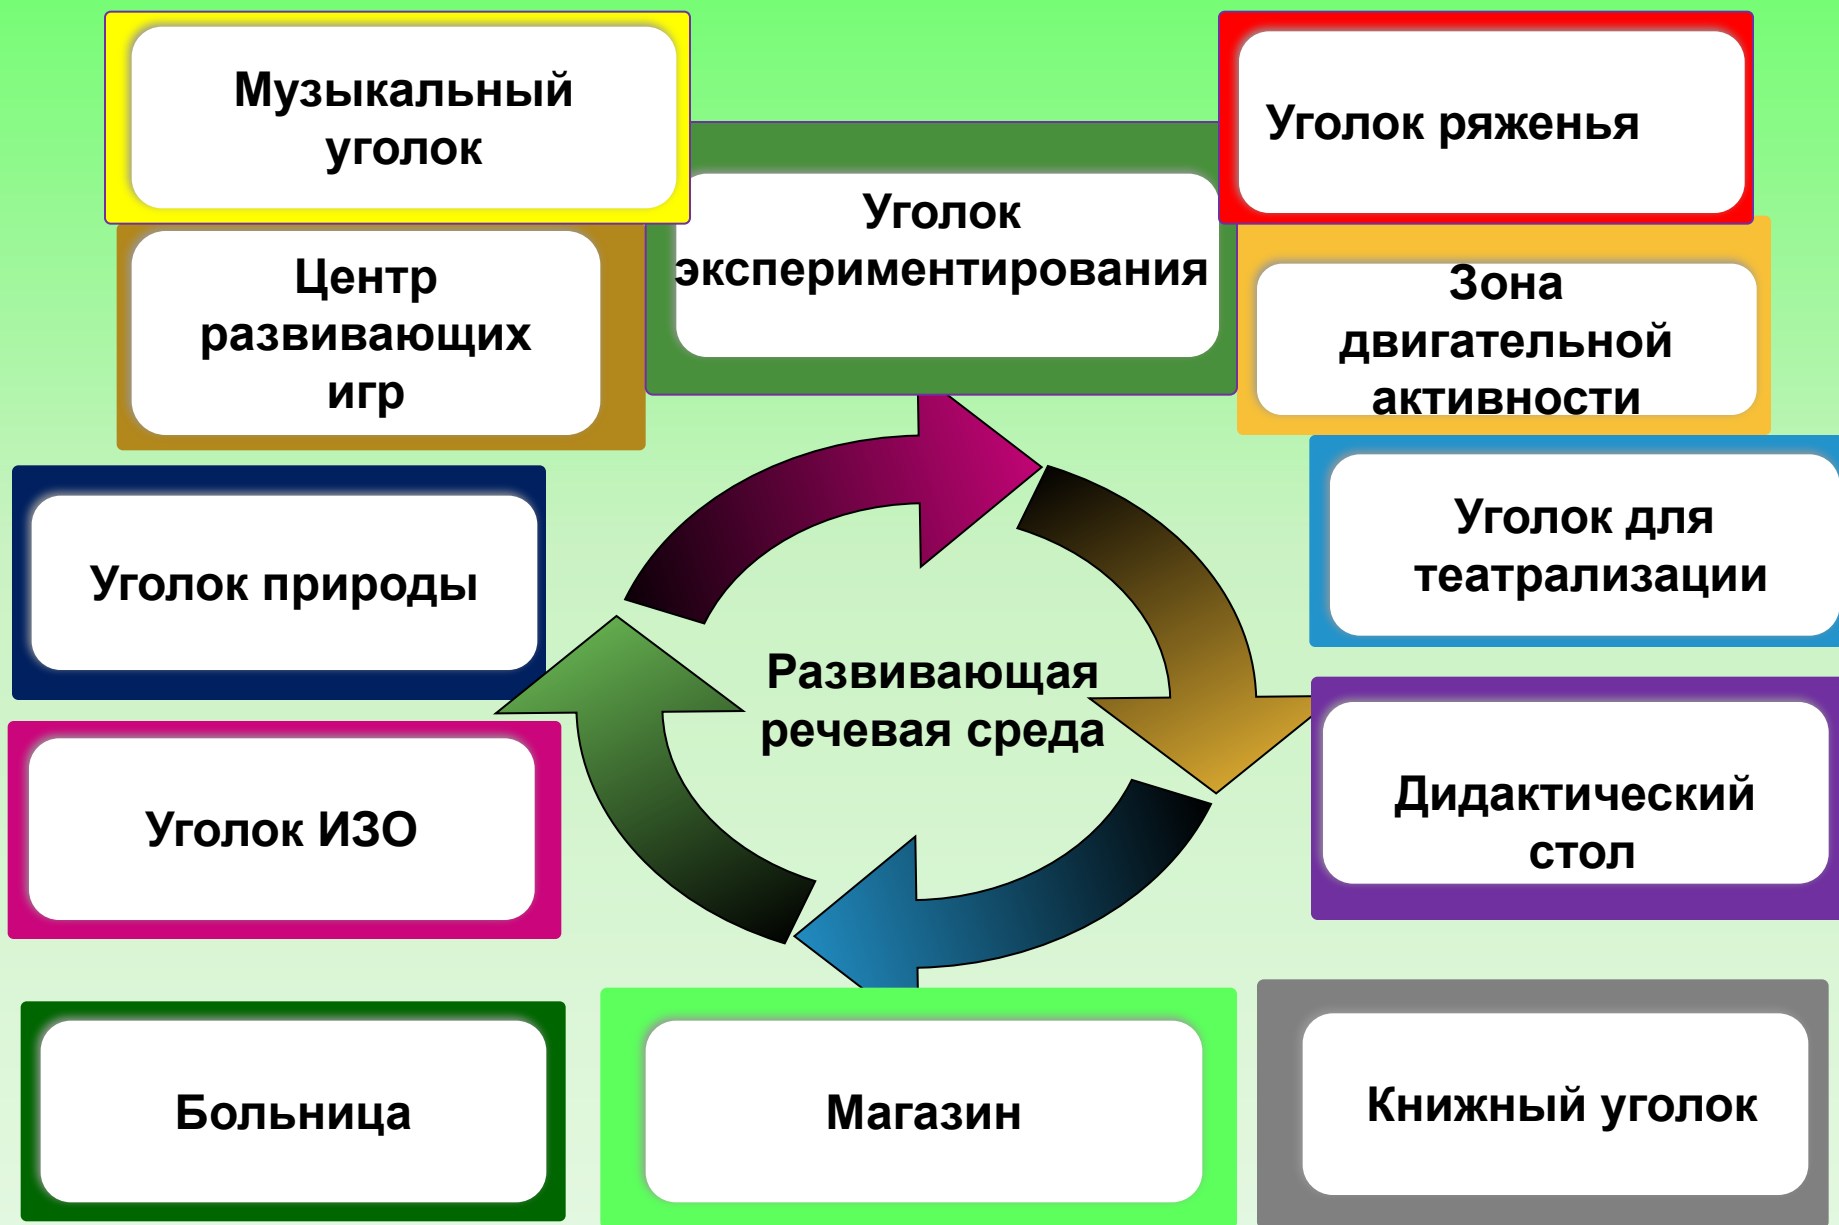 Музыкальный
уголок
Уголок ряженья
Уголок
экспериментирования
Центр
развивающих
игр
Зона
двигательной
активности
Уголок природы
Уголок для
театрализации
Развивающая
речевая среда
Уголок ИЗО
Дидактический
стол
Больница
Магазин
Книжный уголок